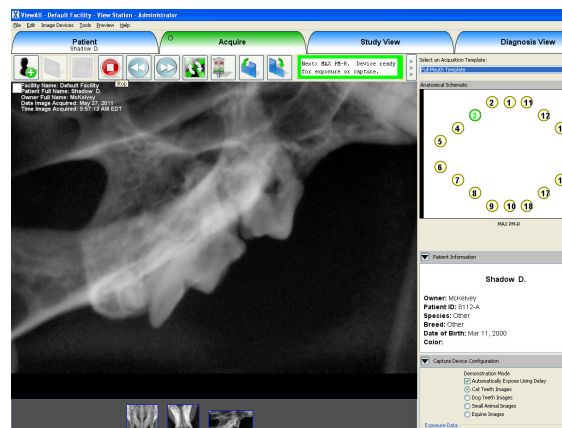 ViewAll - Default Facility - View Station - Administrator
File Edit Image Devices Tools Preview Help
Patient
Shadow D.
Acquire
Study View
Diagnosis View
Next: MAX PM-R. Device ready
for exposure or capture.
>
>
>
Select an Acquistion Template:
Full Mouth Template
Stop
Facility Name: Default Facility
Patient Full Name: Shadow D.
Owner Full Name: McKelvey
Date Image Acquired: May 27, 2011
Time Image Acquired: 9:57:13 AM EDT
Anatomical Schematic
2 1 11
3 12
4
5
6
7
8 17
9 10 18
MAX PM-R
Patient Information
Shadow D.
Owner: McKelvey
Patient ID: 8112-A
Species: Other
Breed: Other
Date of Birth: Mar 11, 2000
Color:
Capture Device Configuration
Demonstration Mode
Automatically Expose Using Delay
Cat Teeth Images
Dog Teeth Images
Small Animal Images
Equine Images
Exposure Data